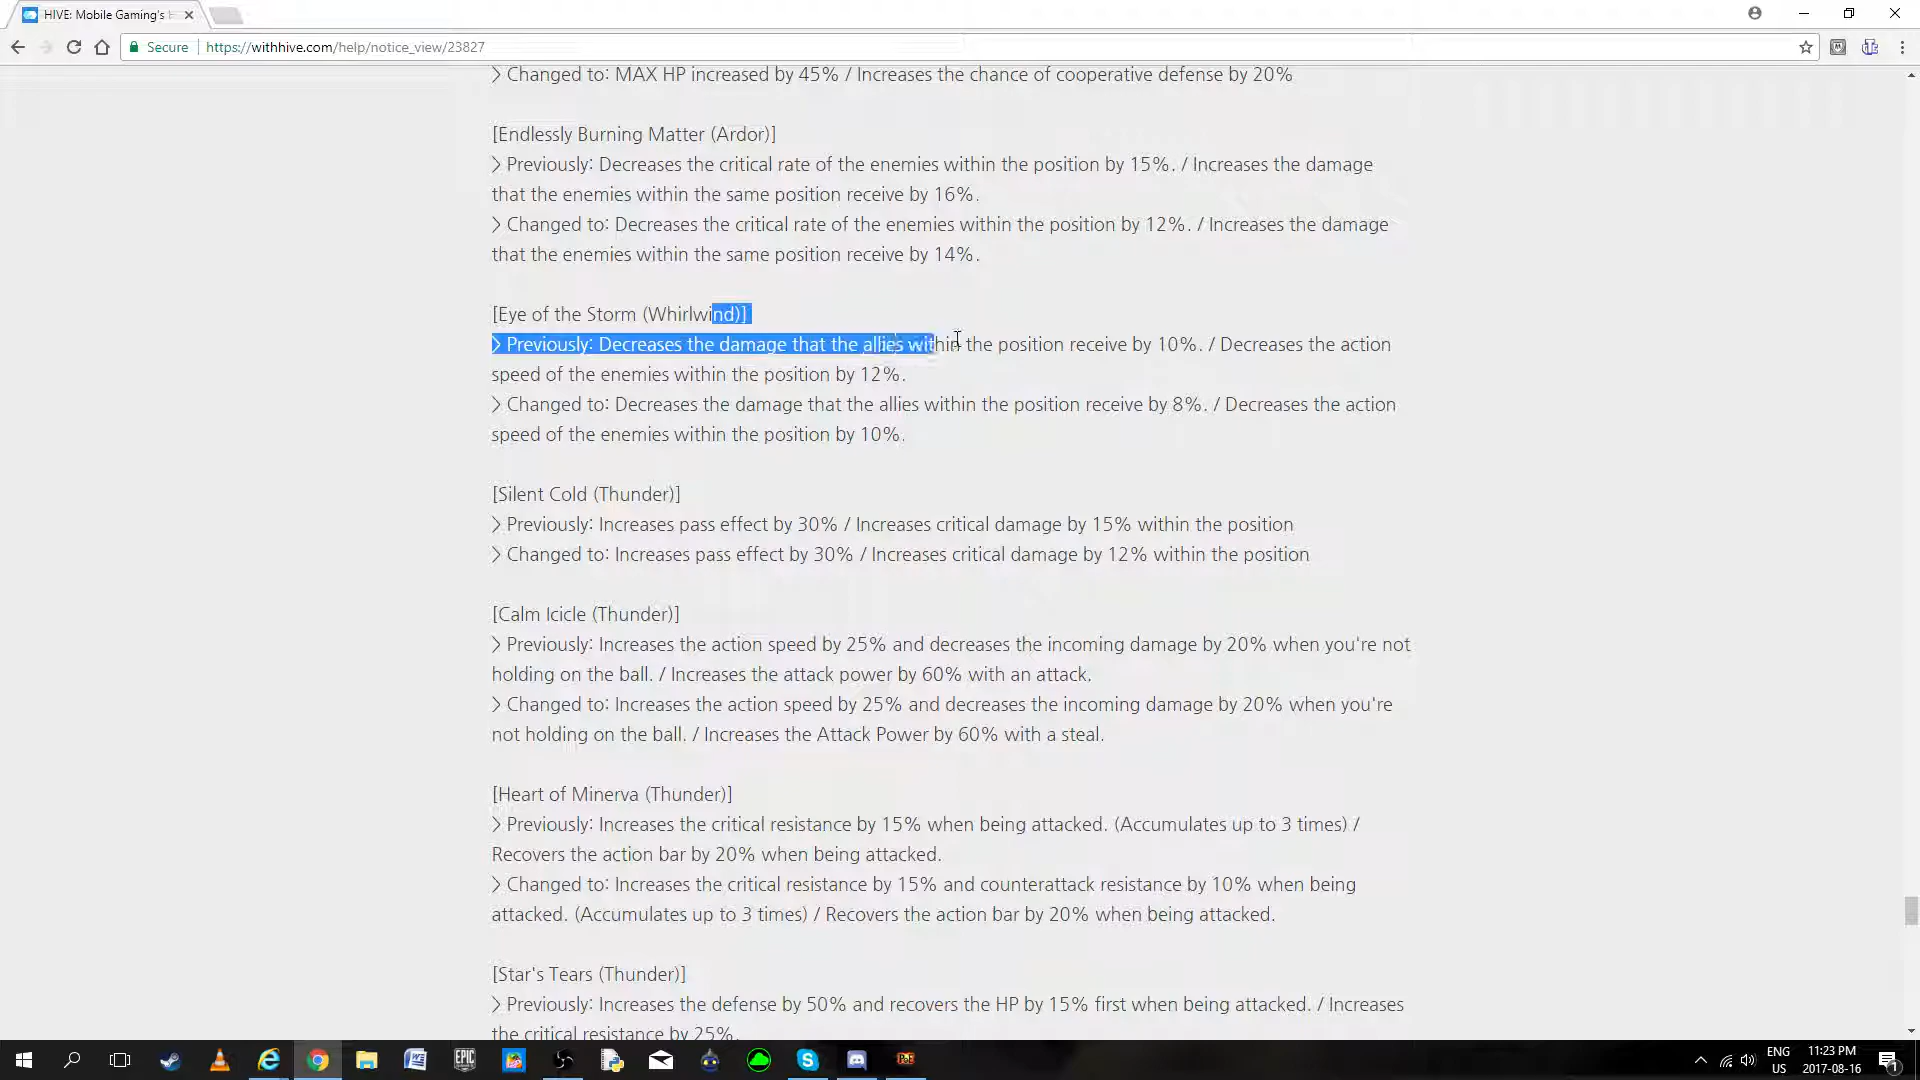 HIVE: Mobile Gaming's
Secure https://withhive.com/help/notice_view/23827
> Changed to: MAX HP increased by 45% / Increases the chance of cooperative defense by 20%
[Endlessly Burning Matter (Ardor)]
> Previously: Decreases the critical rate of the enemies within the position by 15%. / Increases the damage
that the enemies within the same position receive by 16%.
> Changed to: Decreases the critical rate of the enemies within the position by 12%. / Increases the damage
that the enemies within the same position receive by 14%.
[Eye of the Storm (Whirlwind)]
> Previously: Decreases the damage that the allies within the position receive by 10%. / Decreases the action
speed of the enemies within the position by 12%.
> Changed to: Decreases the damage that the allies within the position receive by 8%. / Decreases the action
speed of the enemies within the position by 10%.
[Silent Cold (Thunder)]
> Previously: Increases pass effect by 30% / Increases critical damage by 15% within the position
> Changed to: Increases pass effect by 30% / Increases critical damage by 12% within the position
[Calm Icicle (Thunder)]
> Previously: Increases the action speed by 25% and decreases the incoming damage by 20% when you're not
holding on the ball. / Increases the attack power by 60% with an attack.
> Changed to: Increases the action speed by 25% and decreases the incoming damage by 20% when you're
not holding on the ball. / Increases the Attack Power by 60% with a steal.
[Heart of Minerva (Thunder)]
> Previously: Increases the critical resistance by 15% when being attacked. (Accumulates up to 3 times) /
Recovers the action bar by 20% when being attacked.
> Changed to: Increases the critical resistance by 15% and counterattack resistance by 10% when being
attacked. (Accumulates up to 3 times) / Recovers the action bar by 20% when being attacked.
[Star's Tears (Thunder)]
> Previously: Increases the defense by 50% and recovers the HP by 15% first when being attacked. / Increases
the critical resistance by 25%.
EPIC
GAMES
PoE
ENG 11:23 PM
US 2017-08-16
1